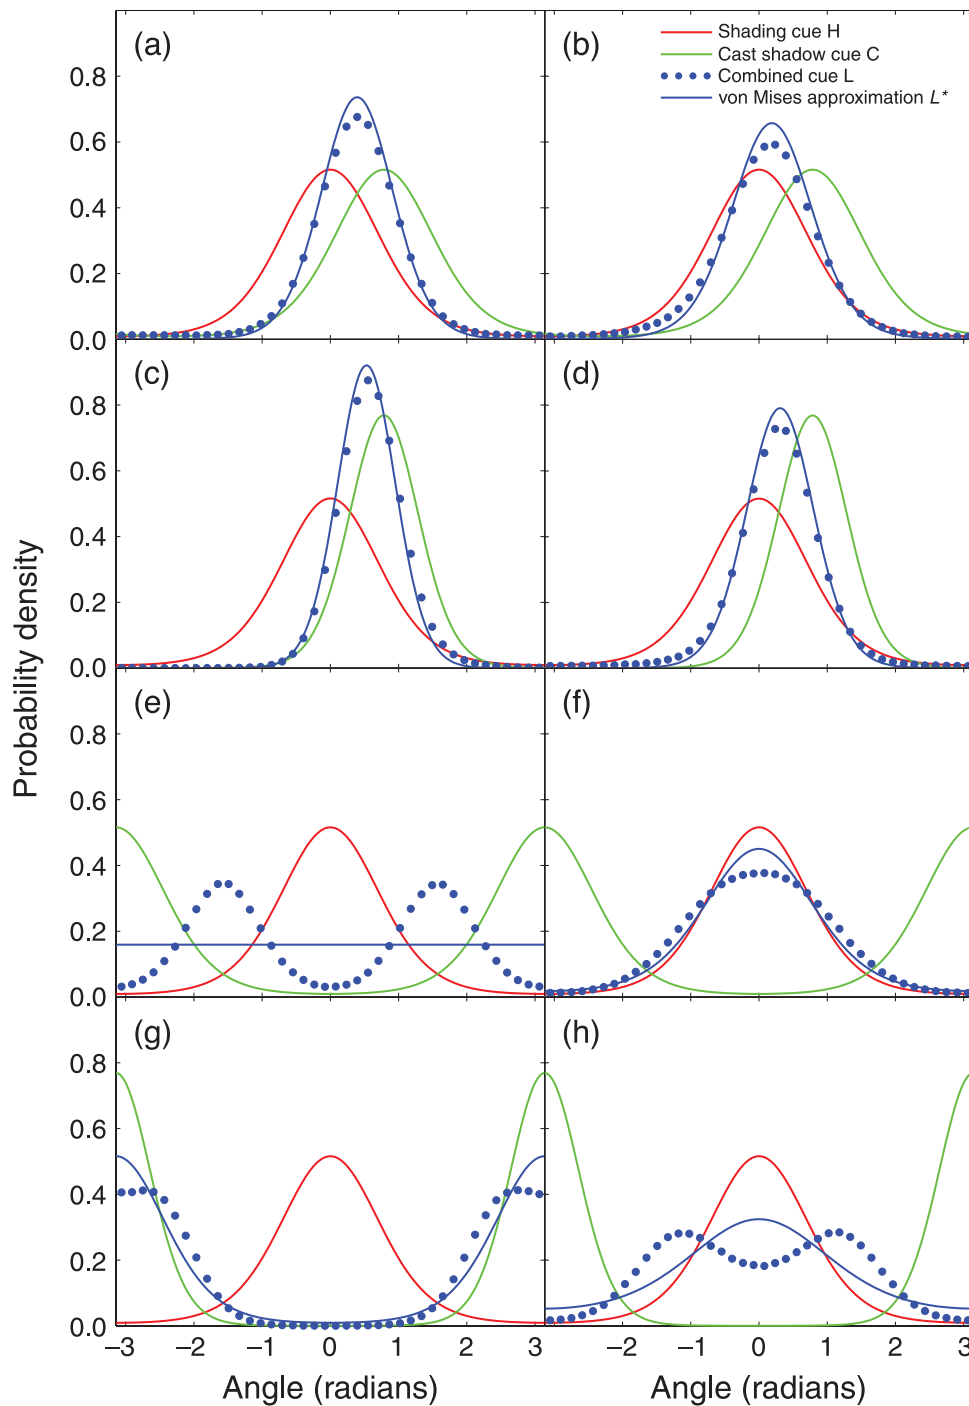 (a)
(b)
Shading cue H
Cast shadow cue C
Combined cue L
von Mises approximation L*
0.8
0.6
0.4
0.2
0.0
(c)
(d)
0.8
0.6
0.4
0.2
0.0
Probability density
(e)
(f)
0.8
0.6
0.4
0.2
0.0
(g)
(h)
0.8
0.6
0.4
0.2
0.0
−3 −2 −1 0 1 2 3
−2 −1 0 1 2 3
Angle (radians)
Angle (radians)